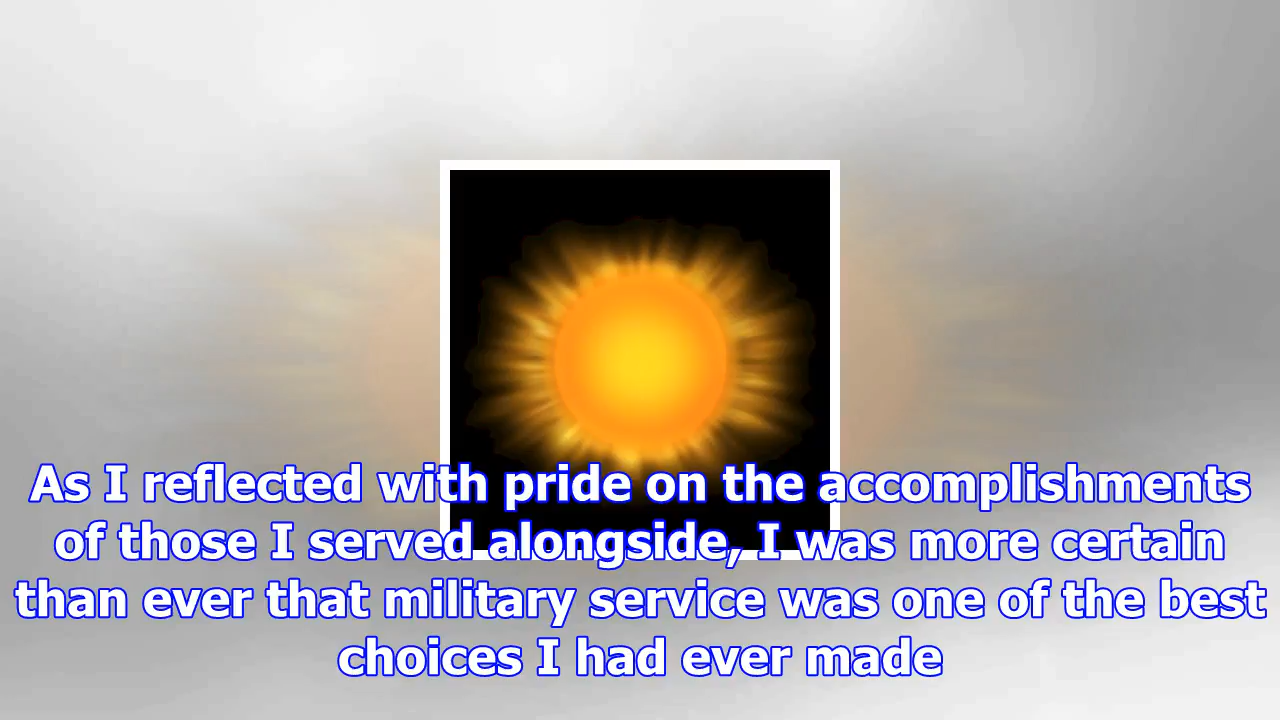 As I reflected with pride on the accomplishments
of those I served alongside, I was more certain
than ever that military service was one of the best
choices I had ever made